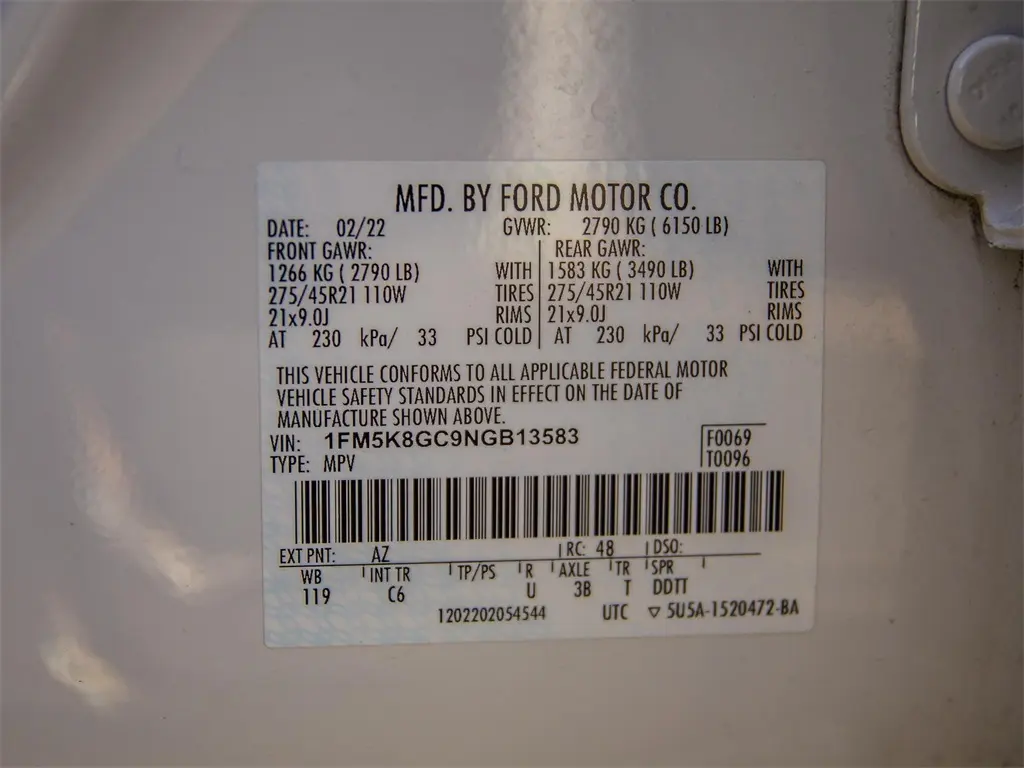 MFD. BY FORD MOTOR CO.
DATE: 02/22 GVWR: 2790 KG ( 6150 LB)
FRONT GAWR: REAR GAWR:
1266 KG ( 2790 LB) WITH 1583 KG ( 3490 LB) WITH
275/45R21 110W TIRES 275/45R21 110W TIRES
21x9.0J RIMS 21x9.0J RIMS
AT 230 kPa/ 33 PSI COLD AT 230 kPa/ 33 PSI COLD
THIS VEHICLE CONFORMS TO ALL APPLICABLE FEDERAL MOTOR
VEHICLE SAFETY STANDARDS IN EFFECT ON THE DATE OF
MANUFACTURE SHOWN ABOVE.
VIN: 1FM5K8GC9NGB13583 F0069
TYPE: MPV T0096
EXT PNT: AZ RC: 48 DSO:
WB INT TR TP/PS R AXLE TR SPR
119 C6 U 3B T DDTT
1202202054544 UTC ▽ 5U5A-1520472-BA